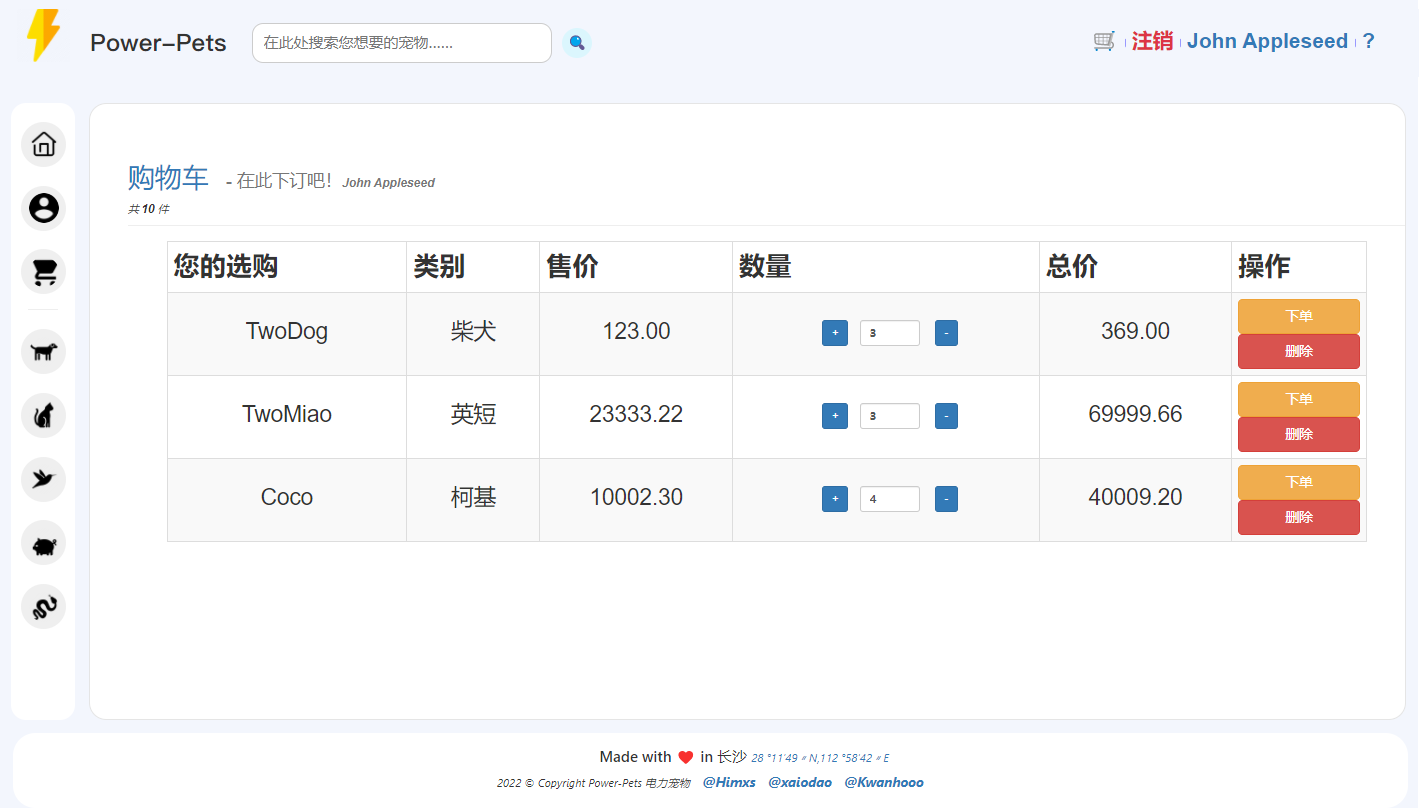 Power-Pets 在此处搜索您想要的宠物...... 注销 John Appleseed ?
购物车 - 在此下订吧! John Appleseed
共10 件
您的选购 类别 售价 数量 总价 操作
TwoDog 柴犬 123.00 + 3 - 369.00 下单
删除
TwoMiao 英短 23333.22 + 3 - 69999.66 下单
删除
Coco 柯基 10002.30 + 4 - 40009.20 下单
删除
Made with ❤ in 长沙 28 °11′49 〃N,112 °58′42 〃E
2022 © Copyright Power-Pets 电力宠物 @Himxs @xaiodao @Kwanhooo